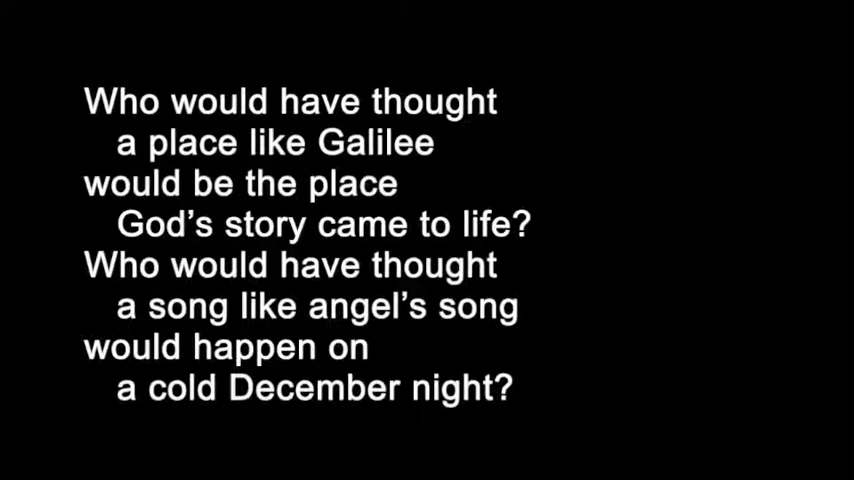 Who would have thought
a place like Galilee
would be the place
God's story came to life?
Who would have thought
a song like angel's song
would happen on
a cold December night?